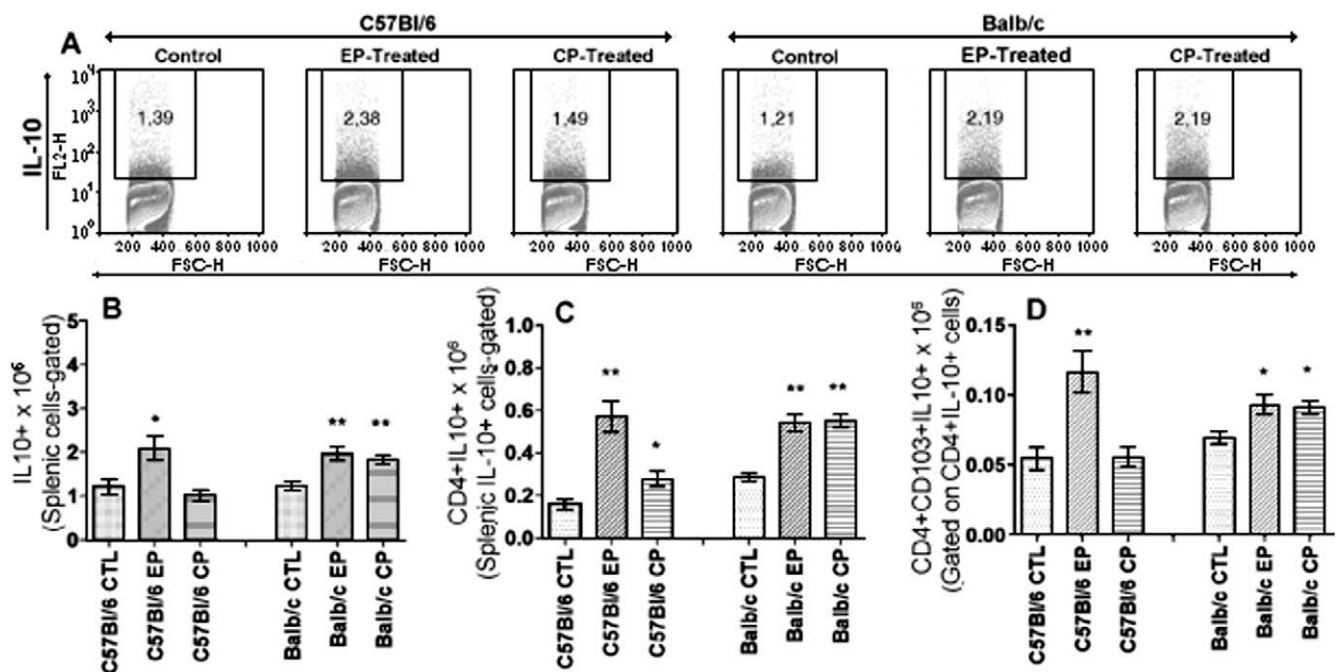 C57Bl/6
Balb/c
A
Control
EP-Treated
CP-Treated
Control
EP-Treated
CP-Treated
IL-10
FL2-H
10⁴
10³
10²
10¹
10⁰
1,39
2,38
1,49
1,21
2,19
2,19
200 400 600 800 1000
200 400 600 800 1000
200 400 600 800 1000
200 400 600 800 1000
200 400 600 800 1000
200 400 600 800 1000
FSC-H
FSC-H
FSC-H
FSC-H
FSC-H
FSC-H
B
IL10+ x 10⁶
(Splenic cells-gated)
5
4
3
2
1
0
*
**
**
C57Bl/6 CTL
C57Bl/6 EP
C57Bl/6 CP
Balb/c CTL
Balb/c EP
Balb/c CP
C
CD4+IL10+ x 10⁶
(Splenic IL-10+ cells-gated)
1.0
0.8
0.6
0.4
0.2
0.0
**
*
**
**
C57Bl/6 CTL
C57Bl/6 EP
C57Bl/6 CP
Balb/c CTL
Balb/c EP
Balb/c CP
D
CD4+CD103+IL10+ x 10⁶
(Gated on CD4+IL-10+ cells)
0.15
0.10
0.05
0.00
**
*
*
C57Bl/6 CTL
C57Bl/6 EP
C57Bl/6 CP
Balb/c CTL
Balb/c EP
Balb/c CP